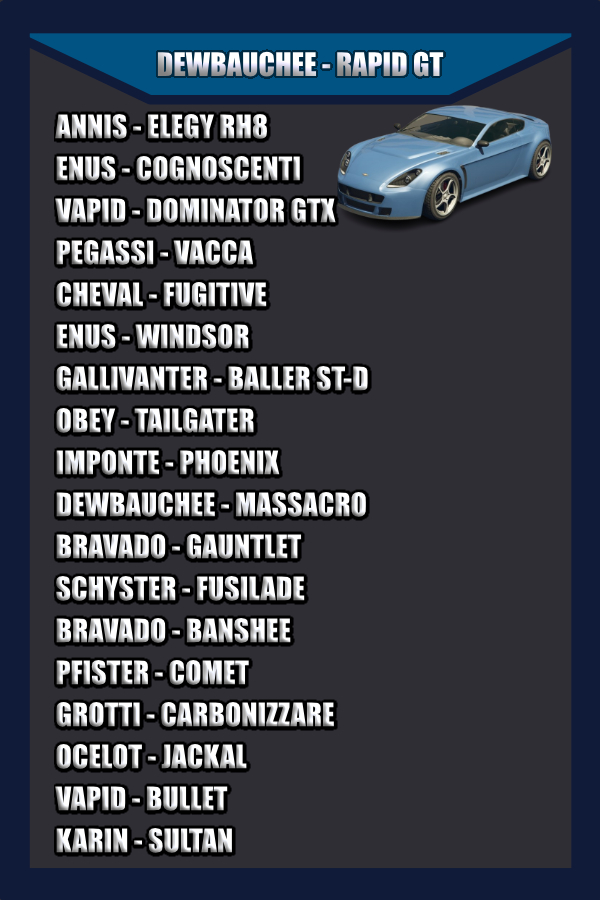 DEWBAUCHEE - RAPID GT
ANNIS - ELEGY RH8
ENUS - COGNOSCENTI
VAPID - DOMINATOR GTX
PEGASSI - VACCA
CHEVAL - FUGITIVE
ENUS - WINDSOR
GALLIVANTER - BALLER ST-D
OBEY - TAILGATER
IMPONTE - PHOENIX
DEWBAUCHEE - MASSACRO
BRAVADO - GAUNTLET
SCHYSTER - FUSILADE
BRAVADO - BANSHEE
PFISTER - COMET
GROTTI - CARBONIZZARE
OCELOT - JACKAL
VAPID - BULLET
KARIN - SULTAN